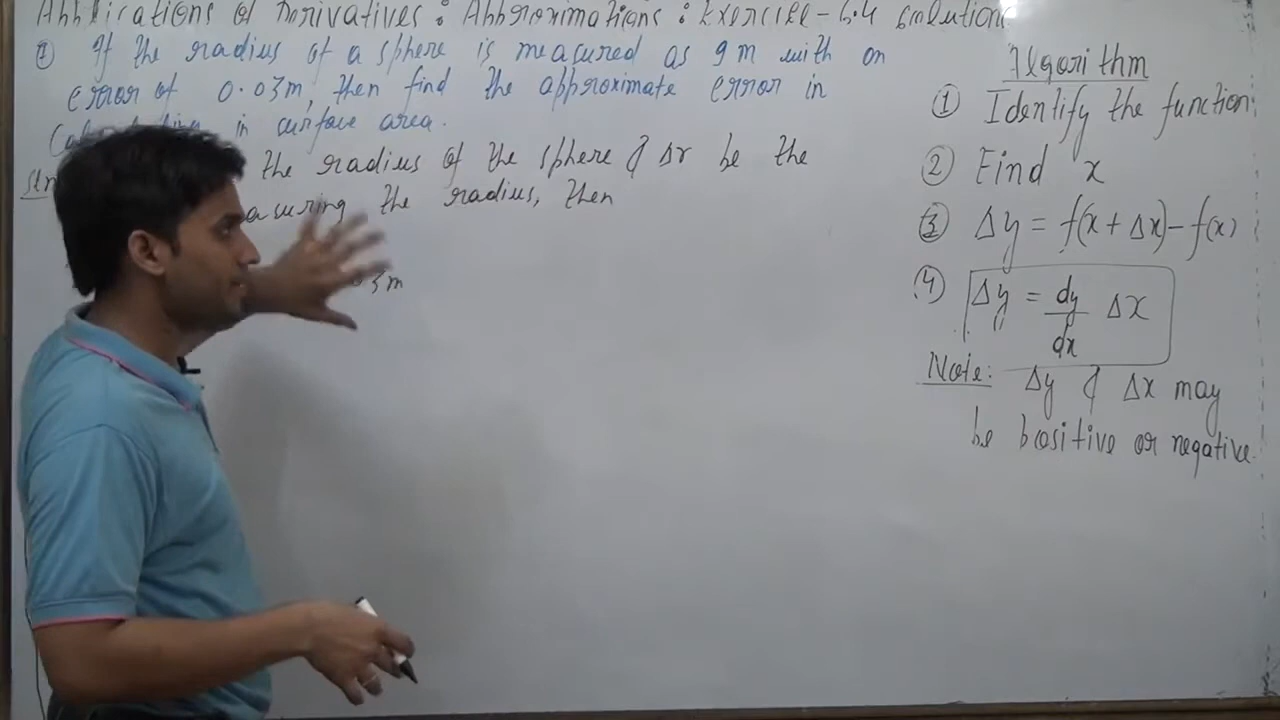 Applications of Derivatives : Approximations : Exercise - 6.4 Solutions
If the radius of a sphere is measured as 9 m with on
error of 0.03m, then find the approximate error in
in surface area.
the radius of the sphere & Δr be the
the radius, then
3 m
Algorithm
① Identify the function
② Find x
③ Δy = f(x + Δx) - f(x)
④ Δy = dy/dx Δx
Note: Δy & Δx may
be positive or negative.